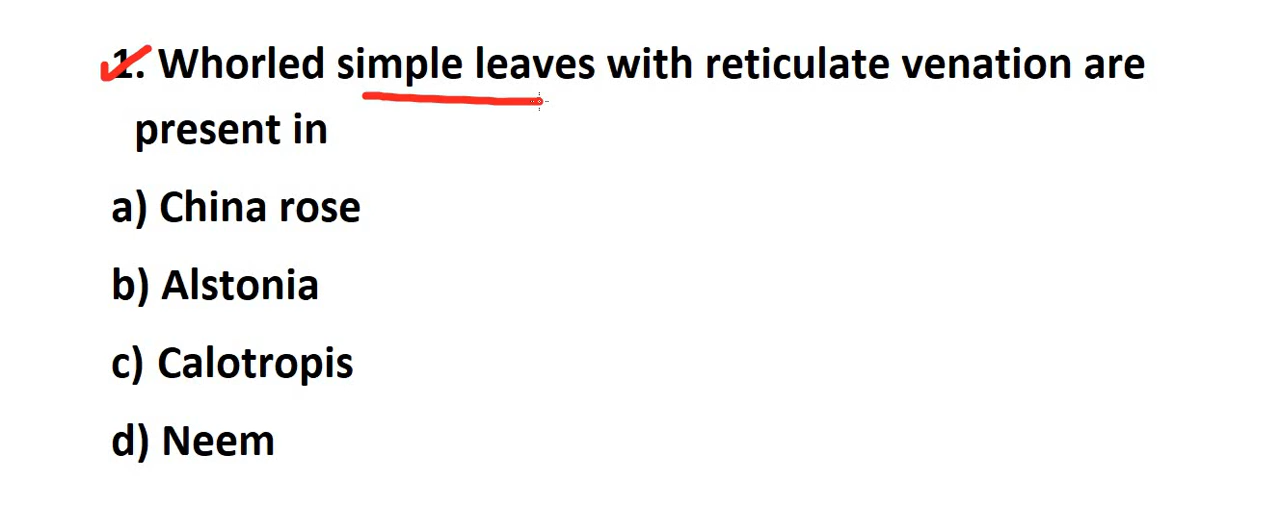 1. Whorled simple leaves with reticulate venation are
present in
a) China rose
b) Alstonia
c) Calotropis
d) Neem